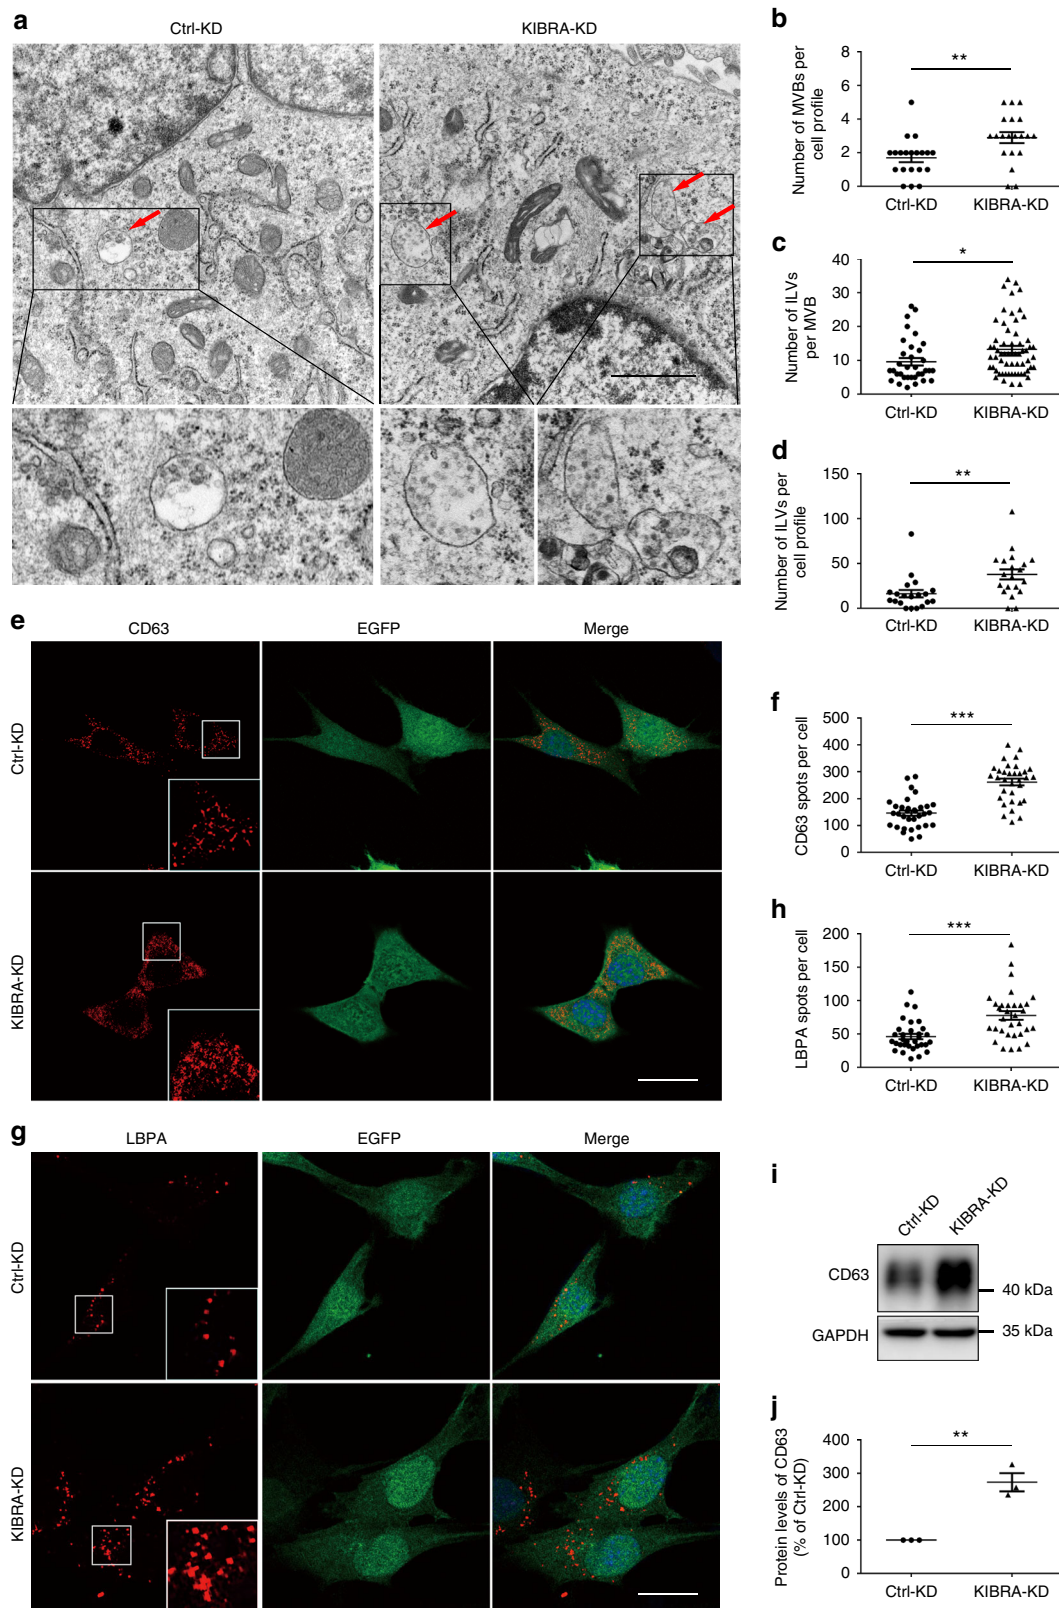 a
Ctrl-KD
KIBRA-KD
b
Number of MVBs per
cell profile
8
6
4
2
0
**
Ctrl-KD
KIBRA-KD
c
Number of ILVs
per MVB
40
30
20
10
0
*
Ctrl-KD
KIBRA-KD
d
Number of ILVs per
cell profile
150
100
50
0
**
Ctrl-KD
KIBRA-KD
e
CD63
EGFP
Merge
Ctrl-KD
KIBRA-KD
f
CD63 spots per cell
500
400
300
200
100
0
***
Ctrl-KD
KIBRA-KD
h
LBPA spots per cell
200
150
100
50
0
***
Ctrl-KD
KIBRA-KD
g
LBPA
EGFP
Merge
Ctrl-KD
KIBRA-KD
i
Ctrl-KD
KIBRA-KD
CD63
40 kDa
GAPDH
35 kDa
j
Protein levels of CD63
(% of Ctrl-KD)
400
300
200
100
0
**
Ctrl-KD
KIBRA-KD